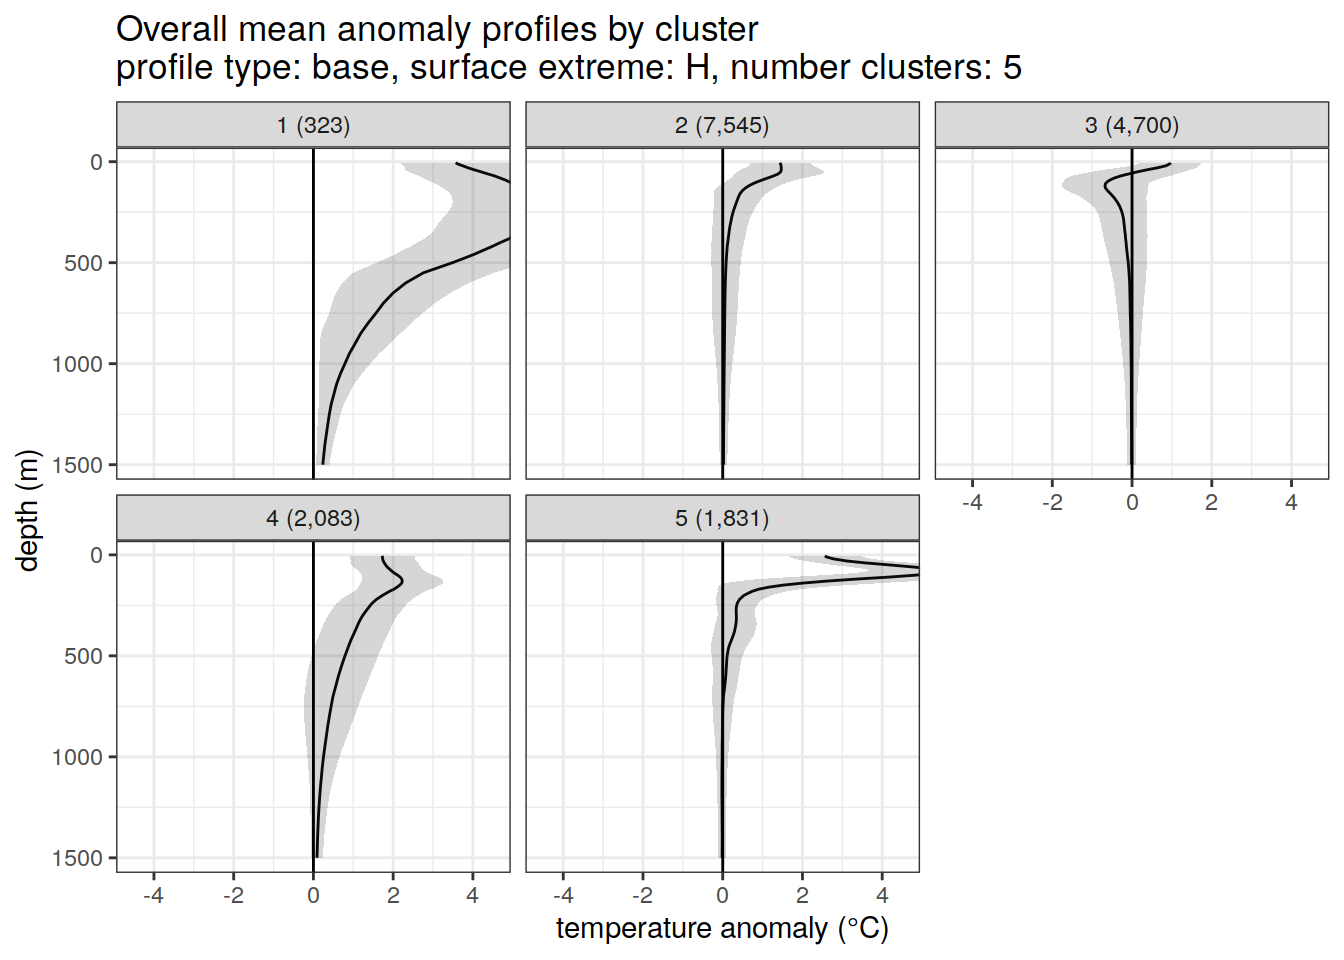 Overall mean anomaly profiles by cluster
profile type: base, surface extreme: H, number clusters: 5
1 (323)
2 (7,545)
3 (4,700)
0
500
1000
1500
-4 -2 0 2 4
4 (2,083)
5 (1,831)
0
500
1000
1500
-4 -2 0 2 4
-4 -2 0 2 4
depth (m)
temperature anomaly (°C)